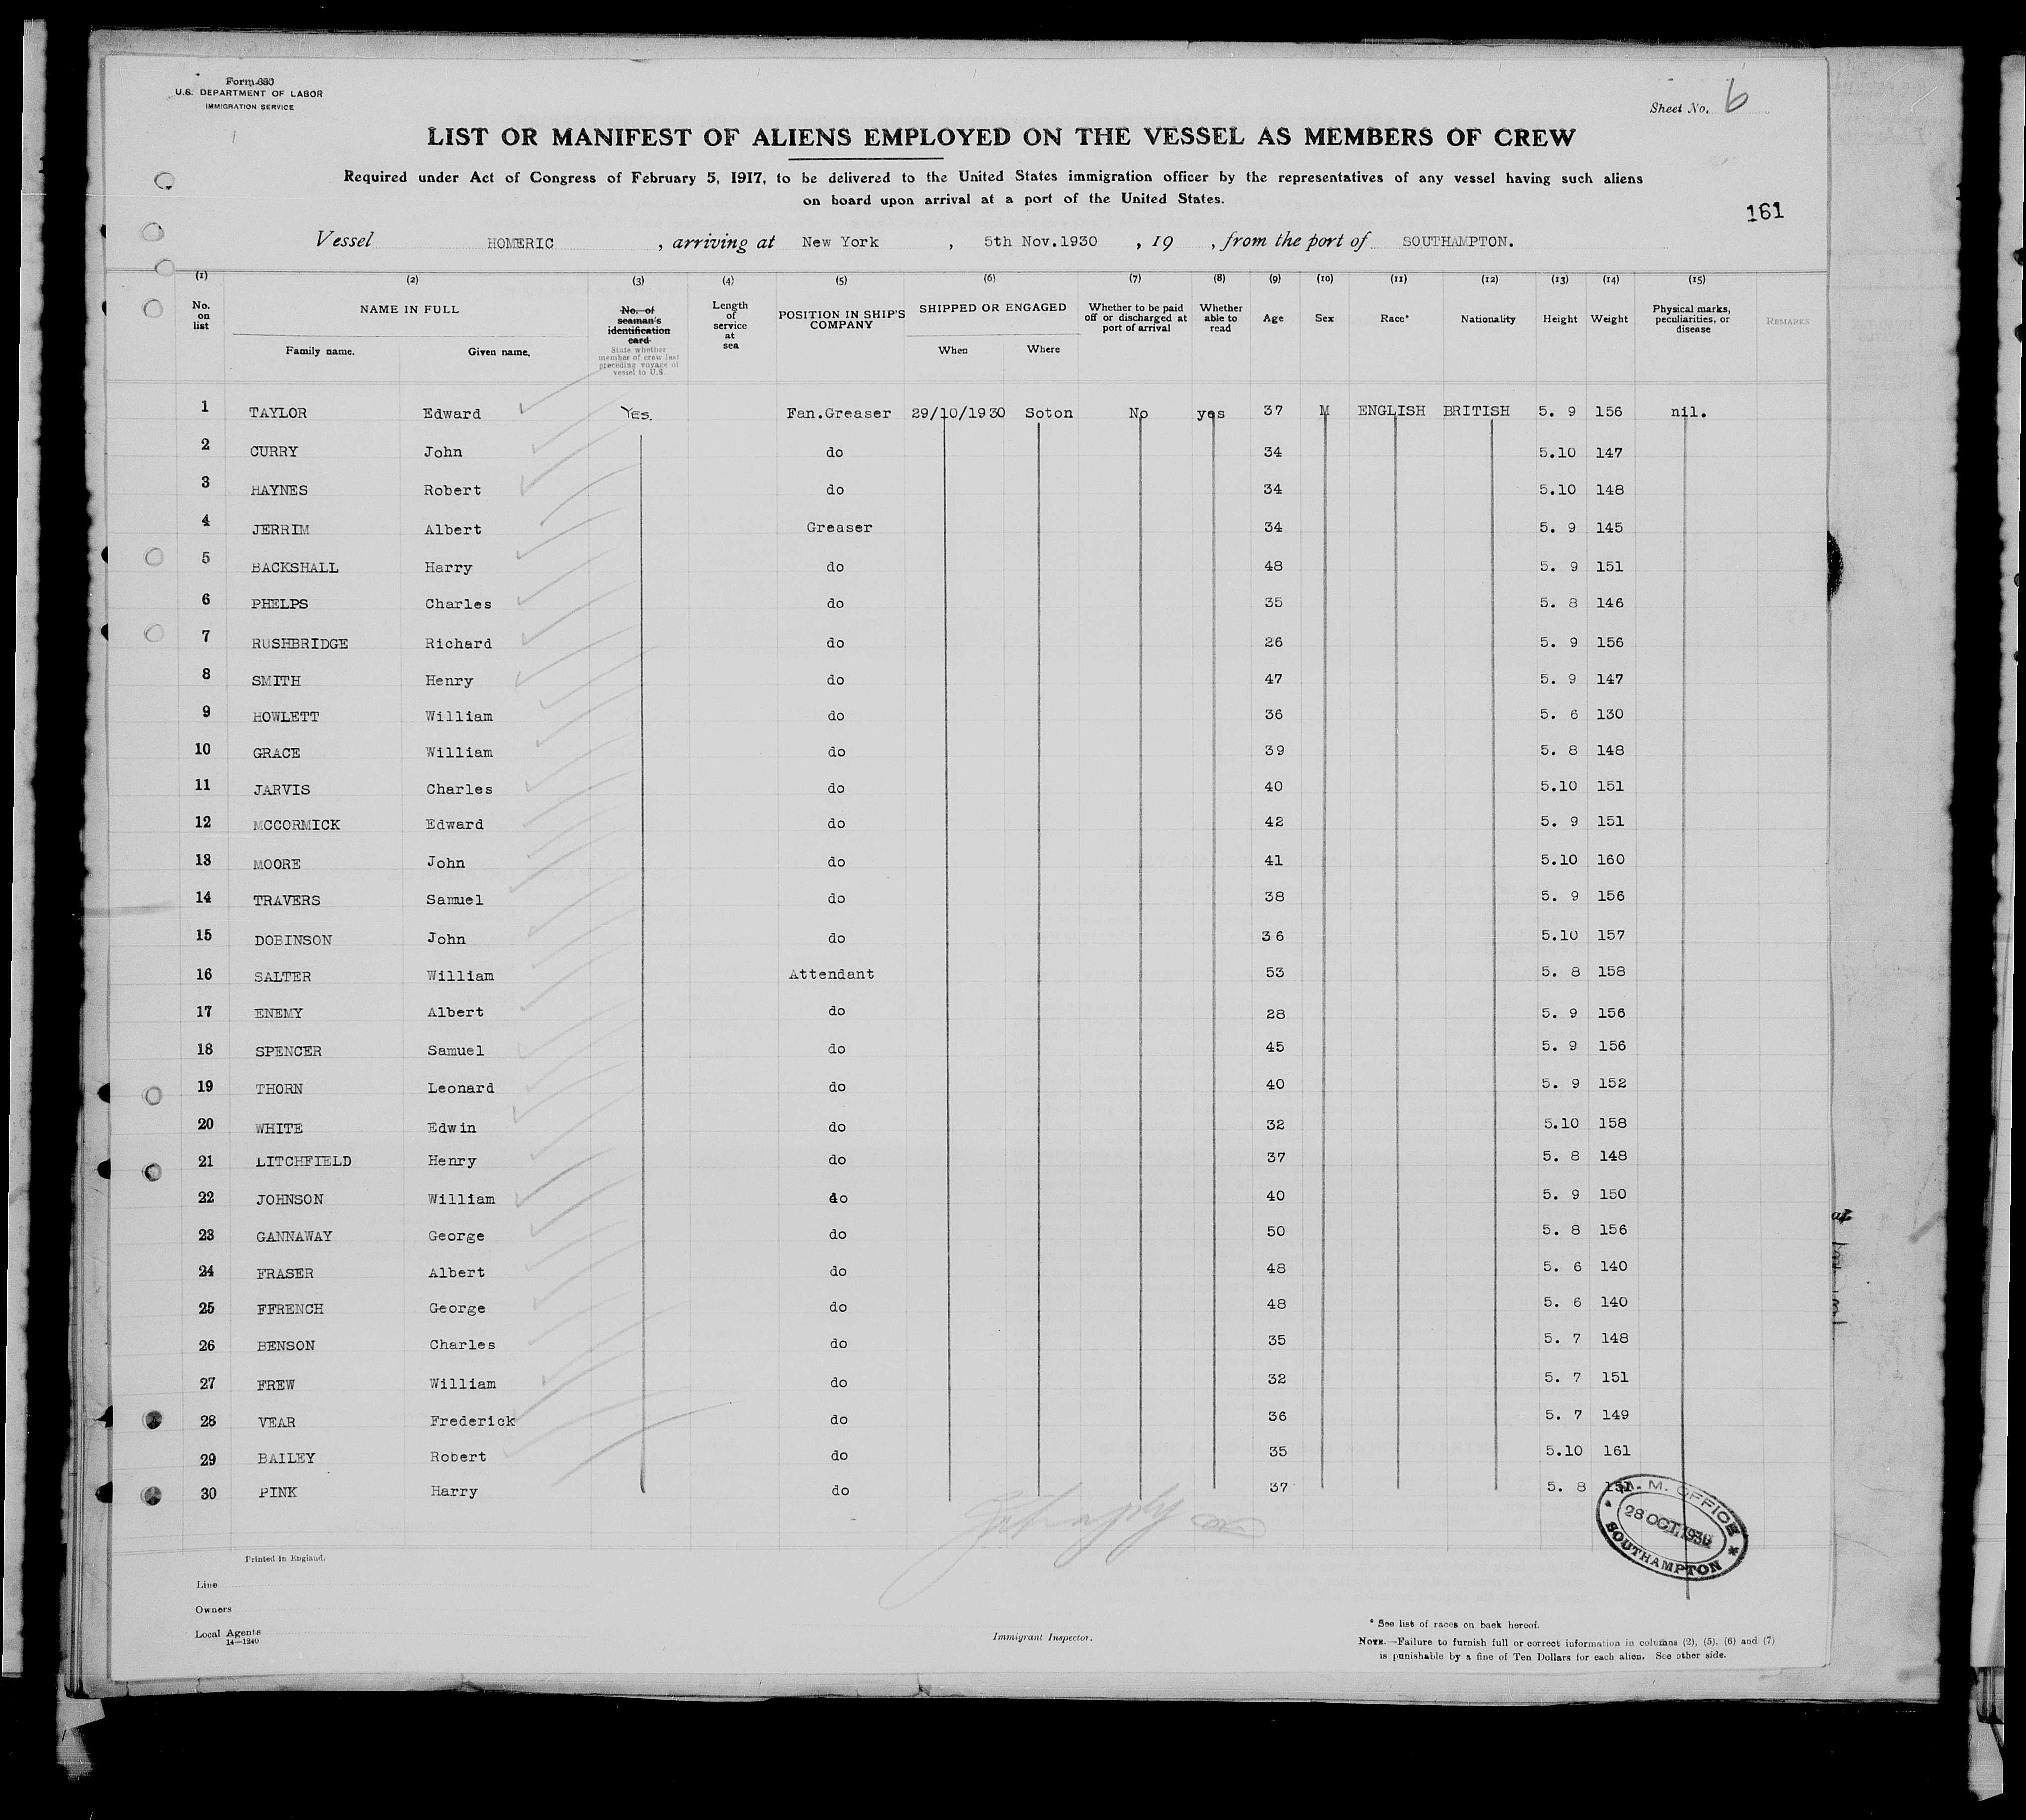 Form 680
U.S. DEPARTMENT OF LABOR
IMMIGRATION SERVICE
Sheet No. 6
LIST OR MANIFEST OF ALIENS EMPLOYED ON THE VESSEL AS MEMBERS OF CREW
Required under Act of Congress of February 5, 1917, to be delivered to the United States immigration officer by the representatives of any vessel having such aliens
on board upon arrival at a port of the United States.
161
Vessel HOMERIC , arriving at New York , 5th Nov.1930 , 19 , from the port of SOUTHAMPTON.
(1) (2) (3) (4) (5) (6) (7) (8) (9) (10) (11) (12) (13) (14) (15)
No. on list NAME IN FULL Family name. Given name. No. of seaman's identification card State whether member of crew last preceding voyage of vessel to U.S. Length of service at sea POSITION IN SHIP'S COMPANY SHIPPED OR ENGAGED When Where Whether to be paid off or discharged at port of arrival Whether able to read Age Sex Race* Nationality Height Weight Physical marks, peculiarities, or disease REMARKS
1 TAYLOR Edward Yes. Fan.Greaser 29/10/1930 Soton No yes 37 M ENGLISH BRITISH 5. 9 156 nil.
2 CURRY John do 34 5.10 147
3 HAYNES Robert do 34 5.10 148
4 JERRIM Albert Greaser 34 5. 9 145
5 BACKSHALL Harry do 48 5. 9 151
6 PHELPS Charles do 35 5. 8 146
7 RUSHBRIDGE Richard do 26 5. 9 156
8 SMITH Henry do 47 5. 9 147
9 HOWLETT William do 36 5. 6 130
10 GRACE William do 39 5. 8 148
11 JARVIS Charles do 40 5.10 151
12 MCCORMICK Edward do 42 5. 9 151
13 MOORE John do 41 5.10 160
14 TRAVERS Samuel do 38 5. 9 156
15 DOBINSON John do 36 5.10 157
16 SALTER William Attendant 53 5. 8 158
17 ENEMY Albert do 28 5. 9 156
18 SPENCER Samuel do 45 5. 9 156
19 THORN Leonard do 40 5. 9 152
20 WHITE Edwin do 32 5.10 158
21 LITCHFIELD Henry do 37 5. 8 148
22 JOHNSON William do 40 5. 9 150
23 GANNAWAY George do 50 5. 8 156
24 FRASER Albert do 48 5. 6 140
25 FFRENCH George do 48 5. 6 140
26 BENSON Charles do 35 5. 7 148
27 FREW William do 32 5. 7 151
28 VEAR Frederick do 36 5. 7 149
29 BAILEY Robert do 35 5.10 161
30 PINK Harry do 37 5. 8 151
M. M. OFFICE
28 OCT. 1930
SOUTHAMPTON
Printed in England.
Line
Owners
Local Agents
14—1240
Immigrant Inspector.
* See list of races on back hereof.
NOTE.—Failure to furnish full or correct information in columns (2), (5), (6) and (7)
is punishable by a fine of Ten Dollars for each alien. See other side.